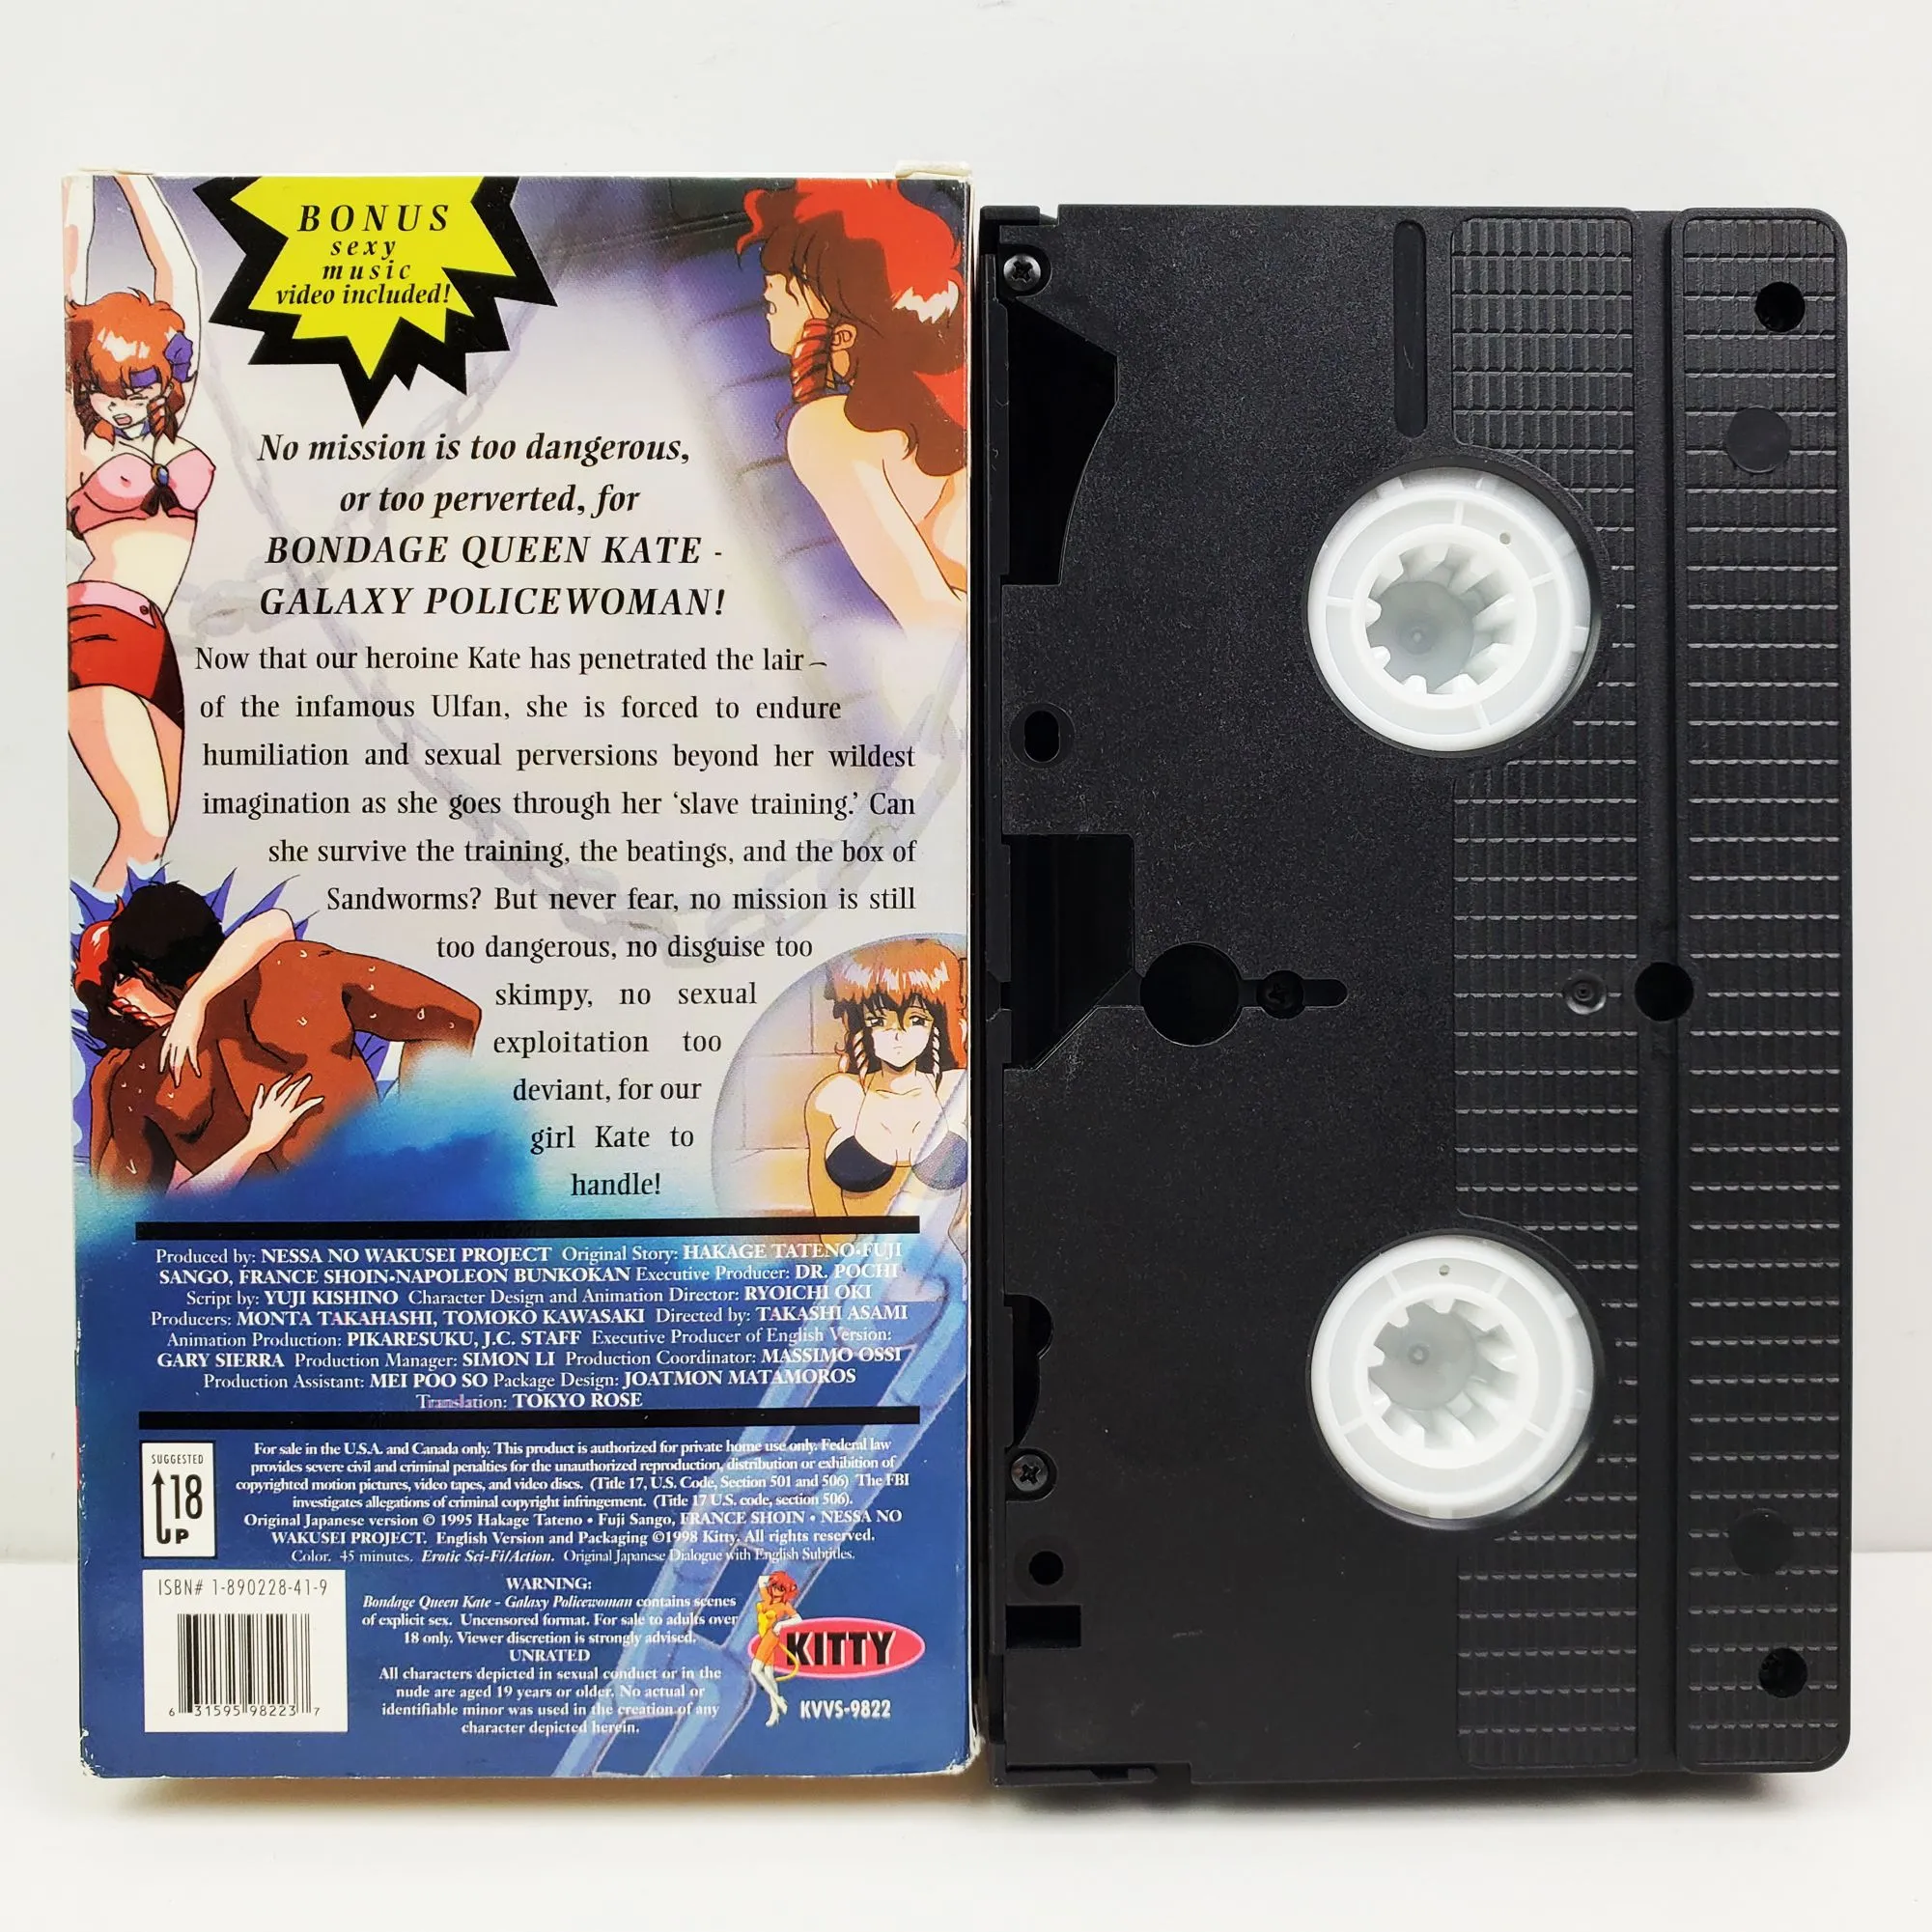 BONUS
sexy
music
video included!
No mission is too dangerous,
or too perverted, for
BONDAGE QUEEN KATE -
GALAXY POLICEWOMAN!
Now that our heroine Kate has penetrated the lair –
of the infamous Ulfan, she is forced to endure
humiliation and sexual perversions beyond her wildest
imagination as she goes through her ‘slave training.’ Can
she survive the training, the beatings, and the box of
Sandworms? But never fear, no mission is still
too dangerous, no disguise too
skimpy, no sexual
exploitation too
deviant, for our
girl Kate to
handle!
Produced by: NESSA NO WAKUSEI PROJECT Original Story: HAKAGE TATENO•FUJI
SANGO, FRANCE SHOIN•NAPOLEON BUNKOKAN Executive Producer: DR. POCHI
Script by: YUJI KISHINO Character Design and Animation Director: RYOICHI OKI
Producers: MONTA TAKAHASHI, TOMOKO KAWASAKI Directed by: TAKASHI ASAMI
Animation Production: PIKARESUKU, J.C. STAFF Executive Producer of English Version:
GARY SIERRA Production Manager: SIMON LI Production Coordinator: MASSIMO OSSI
Production Assistant: MEI POO SO Package Design: JOATMON MATAMOROS
Translation: TOKYO ROSE
SUGGESTED
18
UP
For sale in the U.S.A. and Canada only. This product is authorized for private home use only. Federal law
provides severe civil and criminal penalties for the unauthorized reproduction, distribution or exhibition of
copyrighted motion pictures, video tapes, and video discs. (Title 17, U.S. Code, Section 501 and 506) The FBI
investigates allegations of criminal copyright infringement. (Title 17 U.S. code, section 506).
Original Japanese version © 1995 Hakage Tateno • Fuji Sango, FRANCE SHOIN • NESSA NO
WAKUSEI PROJECT. English Version and Packaging ©1998 Kitty. All rights reserved.
Color. 45 minutes. Erotic Sci-Fi/Action. Original Japanese Dialogue with English Subtitles.
ISBN# 1-890228-41-9
6 31595 98223 7
WARNING:
Bondage Queen Kate - Galaxy Policewoman contains scenes
of explicit sex. Uncensored format. For sale to adults over
18 only. Viewer discretion is strongly advised.
UNRATED
All characters depicted in sexual conduct or in the
nude are aged 19 years or older. No actual or
identifiable minor was used in the creation of any
character depicted herein.
KITTY
KVVS-9822